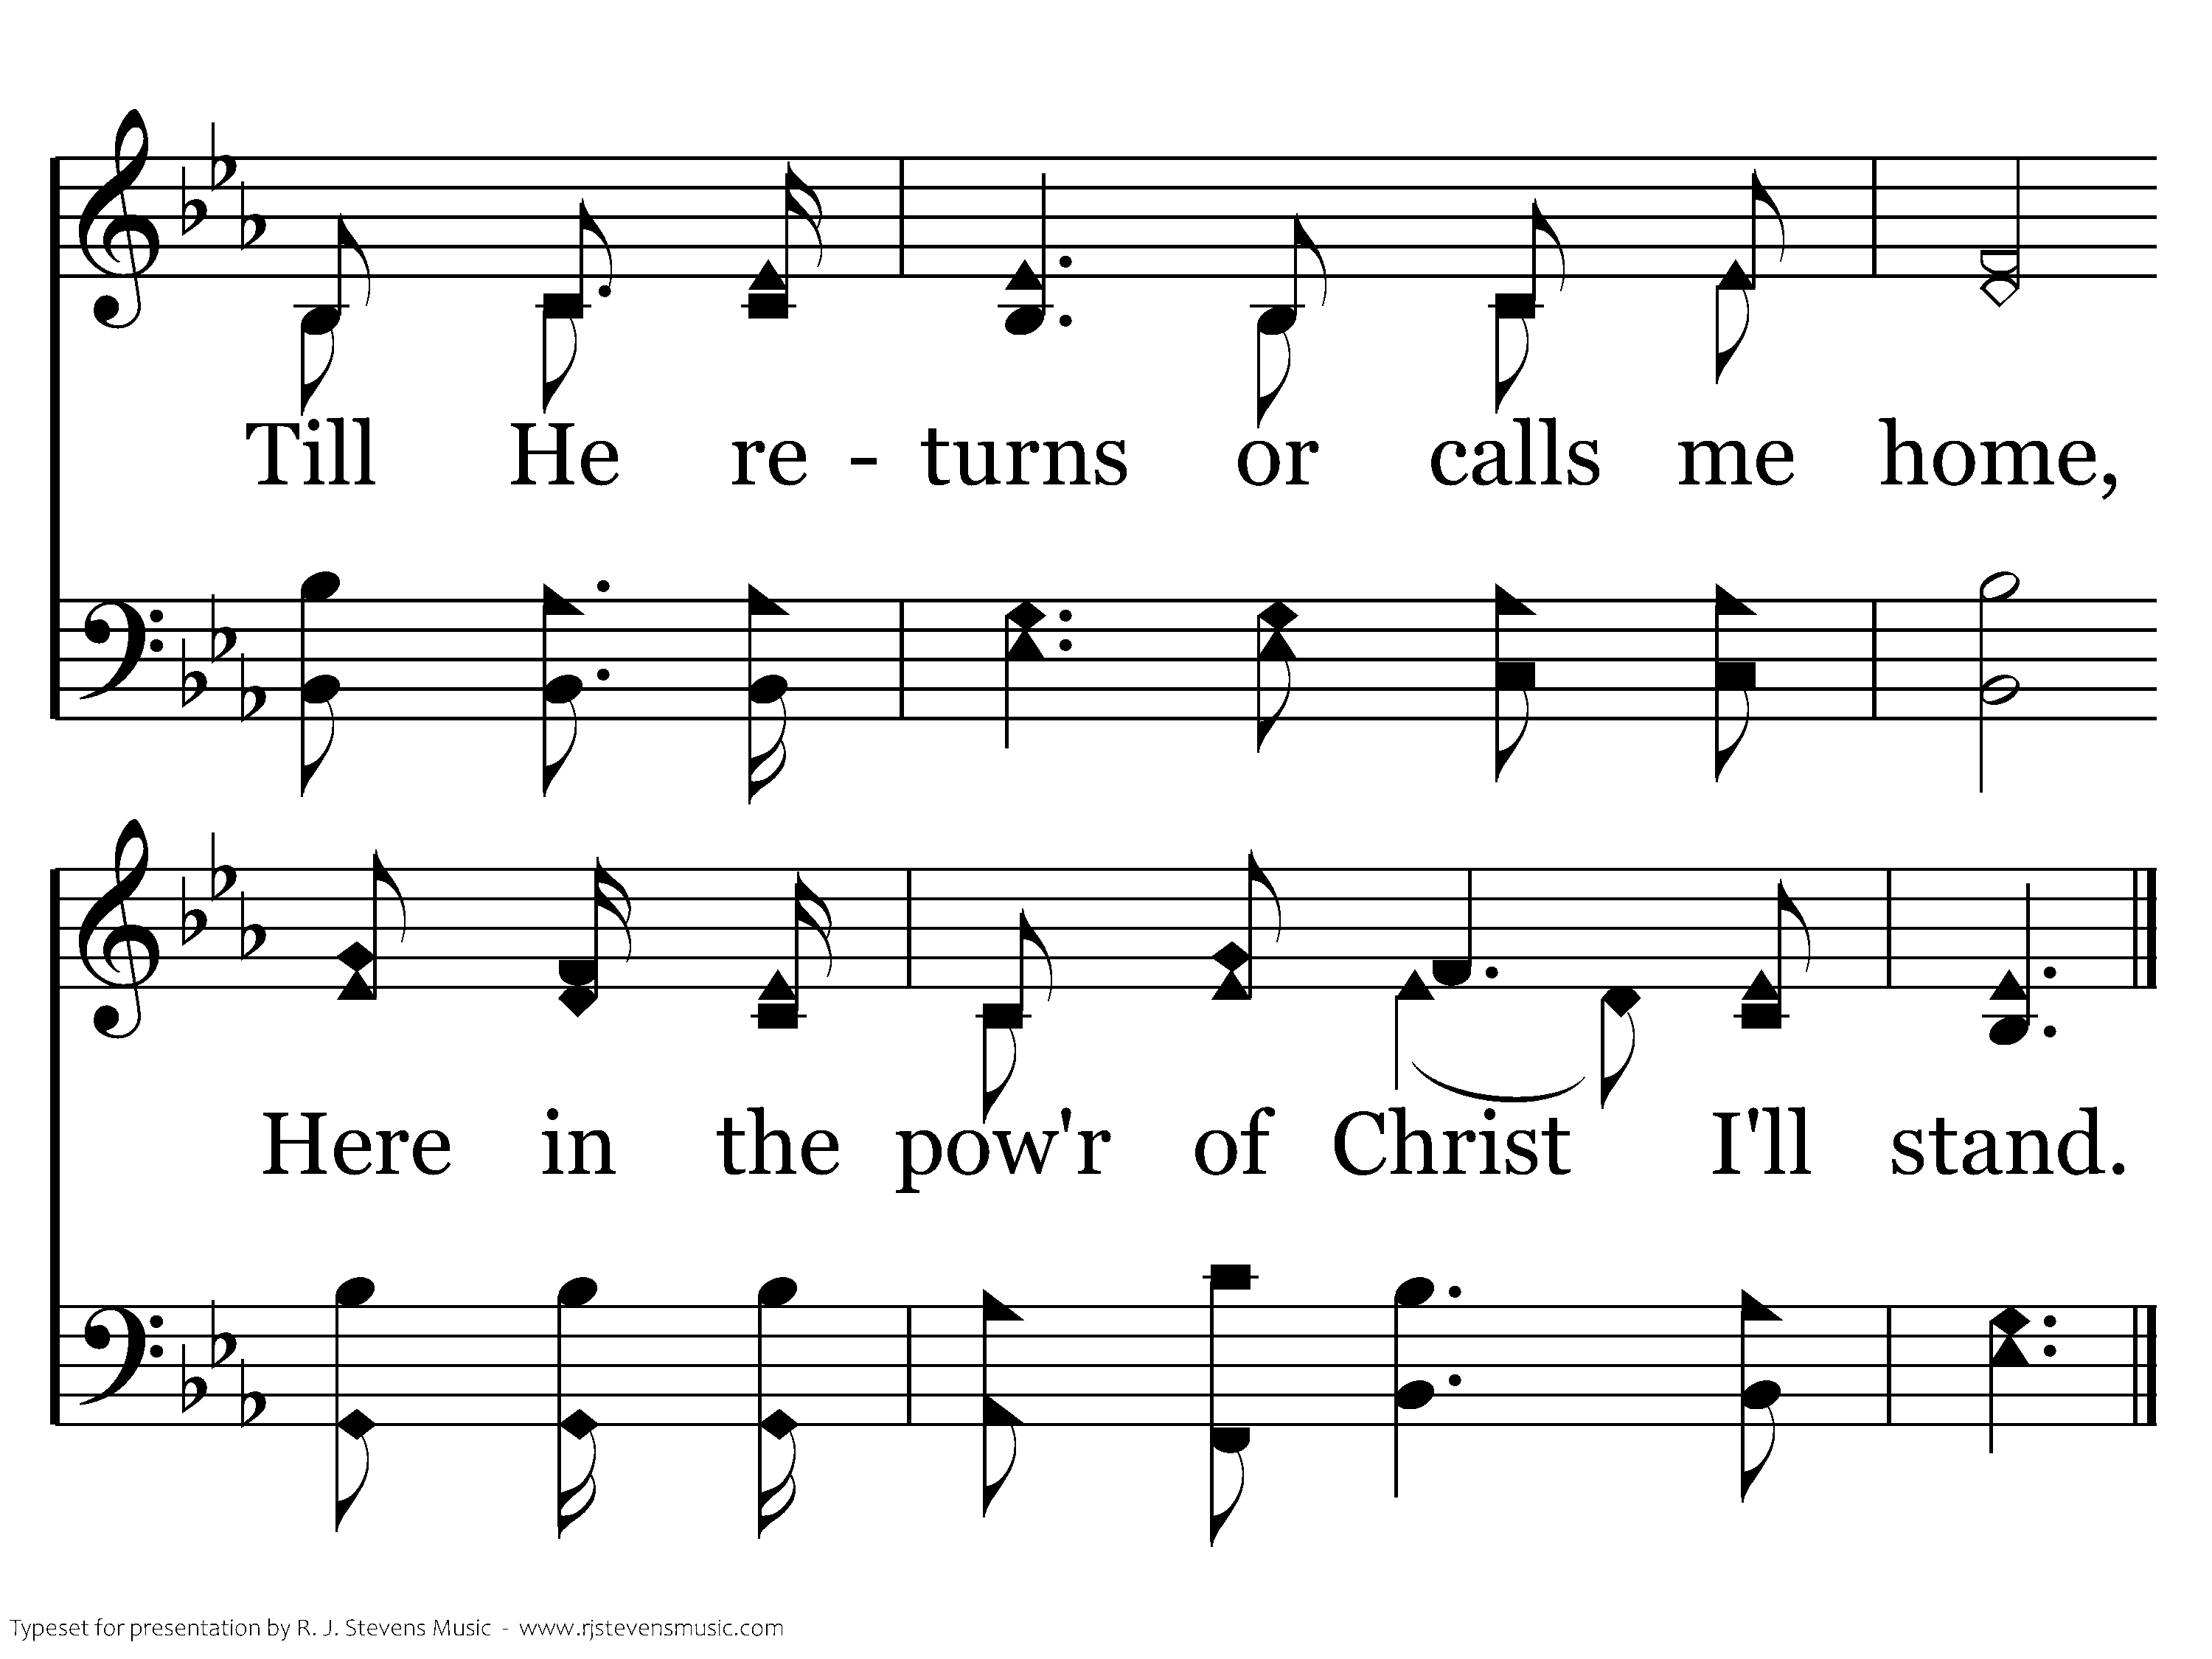 Till He re - turns or calls me home,
Here in the pow'r of Christ I'll stand.
Typeset for presentation by R. J. Stevens Music - www.rjstevensmusic.com